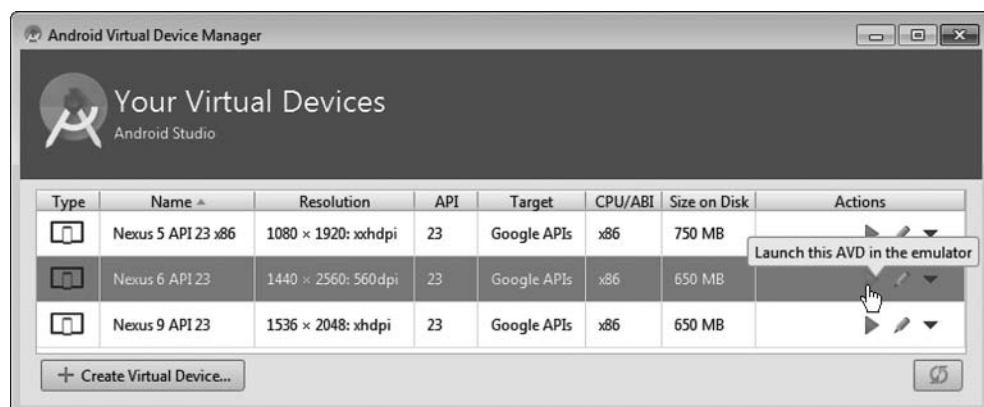 Android Virtual Device Manager
Your Virtual Devices
Android Studio
Type Name Resolution API Target CPU/ABI Size on Disk Actions
Nexus 5 API 23 x86 1080 × 1920: xxhdpi 23 Google APIs x86 750 MB
Launch this AVD in the emulator
Nexus 6 API 23 1440 × 2560: 560dpi 23 Google APIs x86 650 MB
Nexus 9 API 23 1536 × 2048: xhdpi 23 Google APIs x86 650 MB
+ Create Virtual Device...